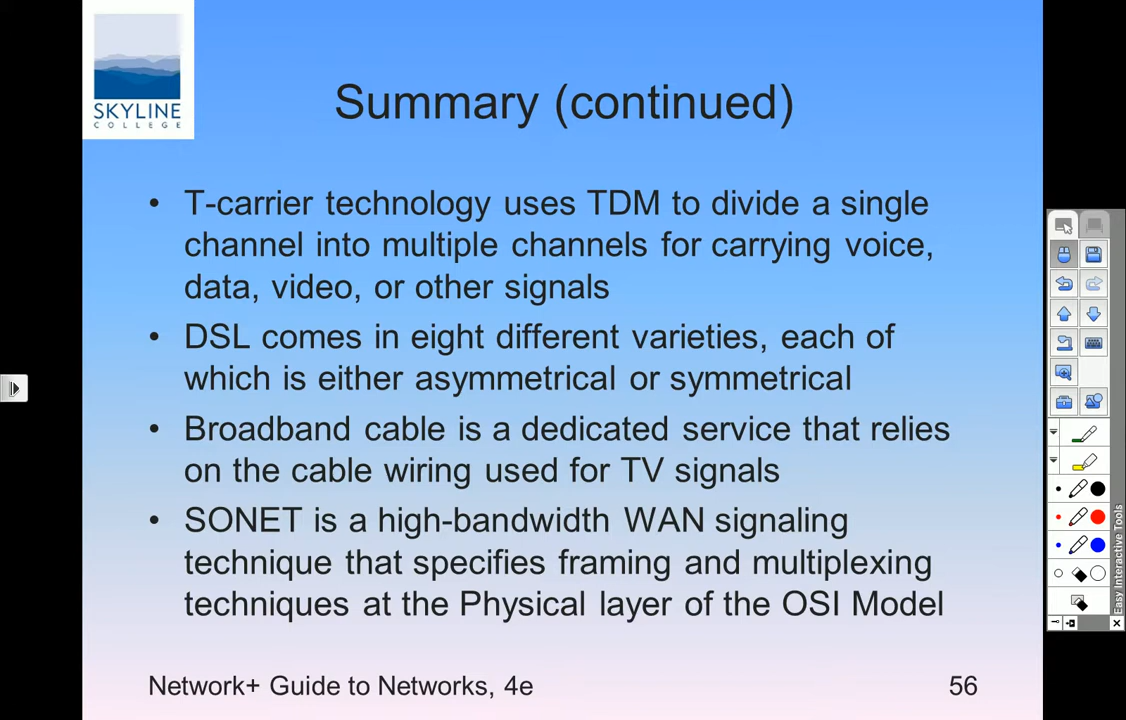 SKYLINE
COLLEGE
Summary (continued)
• T-carrier technology uses TDM to divide a single
channel into multiple channels for carrying voice,
data, video, or other signals
• DSL comes in eight different varieties, each of
which is either asymmetrical or symmetrical
• Broadband cable is a dedicated service that relies
on the cable wiring used for TV signals
• SONET is a high-bandwidth WAN signaling
technique that specifies framing and multiplexing
techniques at the Physical layer of the OSI Model
Network+ Guide to Networks, 4e
56
Easy Interactive Tools